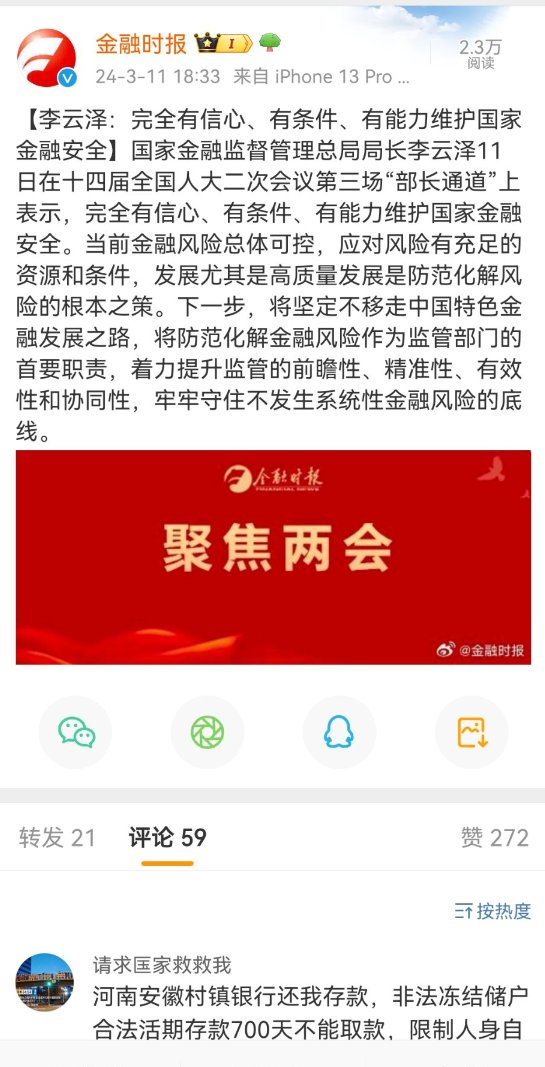 金融时报
I
2.3万
阅读
24-3-11 18:33 来自 iPhone 13 Pro ...
【李云泽：完全有信心、有条件、有能力维护国家
金融安全】国家金融监督管理总局局长李云泽11
日在十四届全国人大二次会议第三场“部长通道”上
表示，完全有信心、有条件、有能力维护国家金融
安全。当前金融风险总体可控，应对风险有充足的
资源和条件，发展尤其是高质量发展是防范化解风
险的根本之策。下一步，将坚定不移走中国特色金
融发展之路，将防范化解金融风险作为监管部门的
首要职责，着力提升监管的前瞻性、精准性、有效
性和协同性，牢牢守住不发生系统性金融风险的底
线。
金融时报
FINANCIAL NEWS
聚焦两会
@金融时报
转发 21 评论 59 赞 272
按热度
请求国家救救我
河南安徽村镇银行还我存款，非法冻结储户
合法活期存款700天不能取款，限制人身自